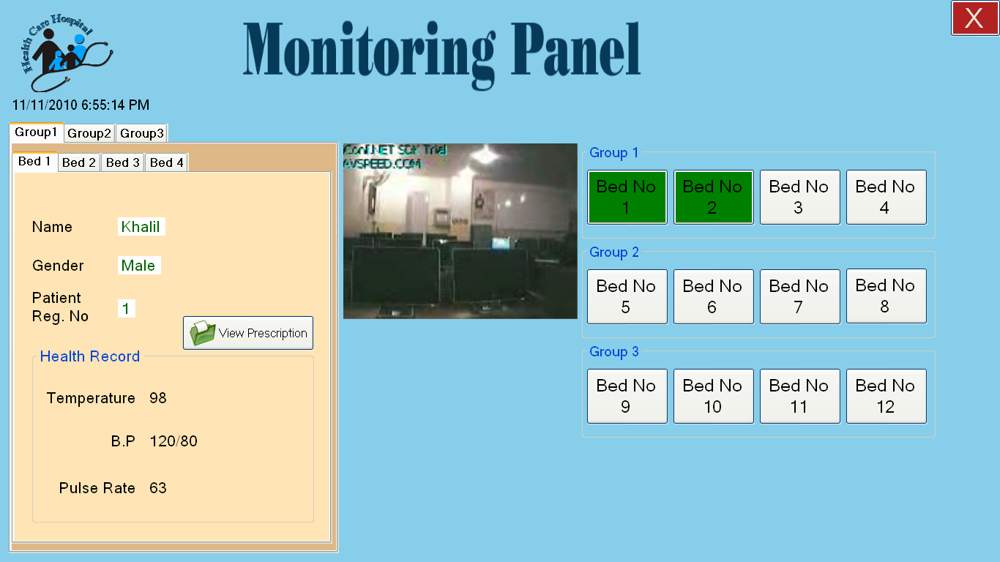 Health Care Hospital
Monitoring Panel
X
11/11/2010 6:55:14 PM
Group1 Group2 Group3
Bed 1 Bed 2 Bed 3 Bed 4
Name Khalil
Gender Male
Patient
Reg. No 1
View Prescription
Health Record
Temperature 98
B.P 120/80
Pulse Rate 63
iConf.NET SDK Trial
AVSPEED.COM
Group 1
Bed No 1
Bed No 2
Bed No 3
Bed No 4
Group 2
Bed No 5
Bed No 6
Bed No 7
Bed No 8
Group 3
Bed No 9
Bed No 10
Bed No 11
Bed No 12